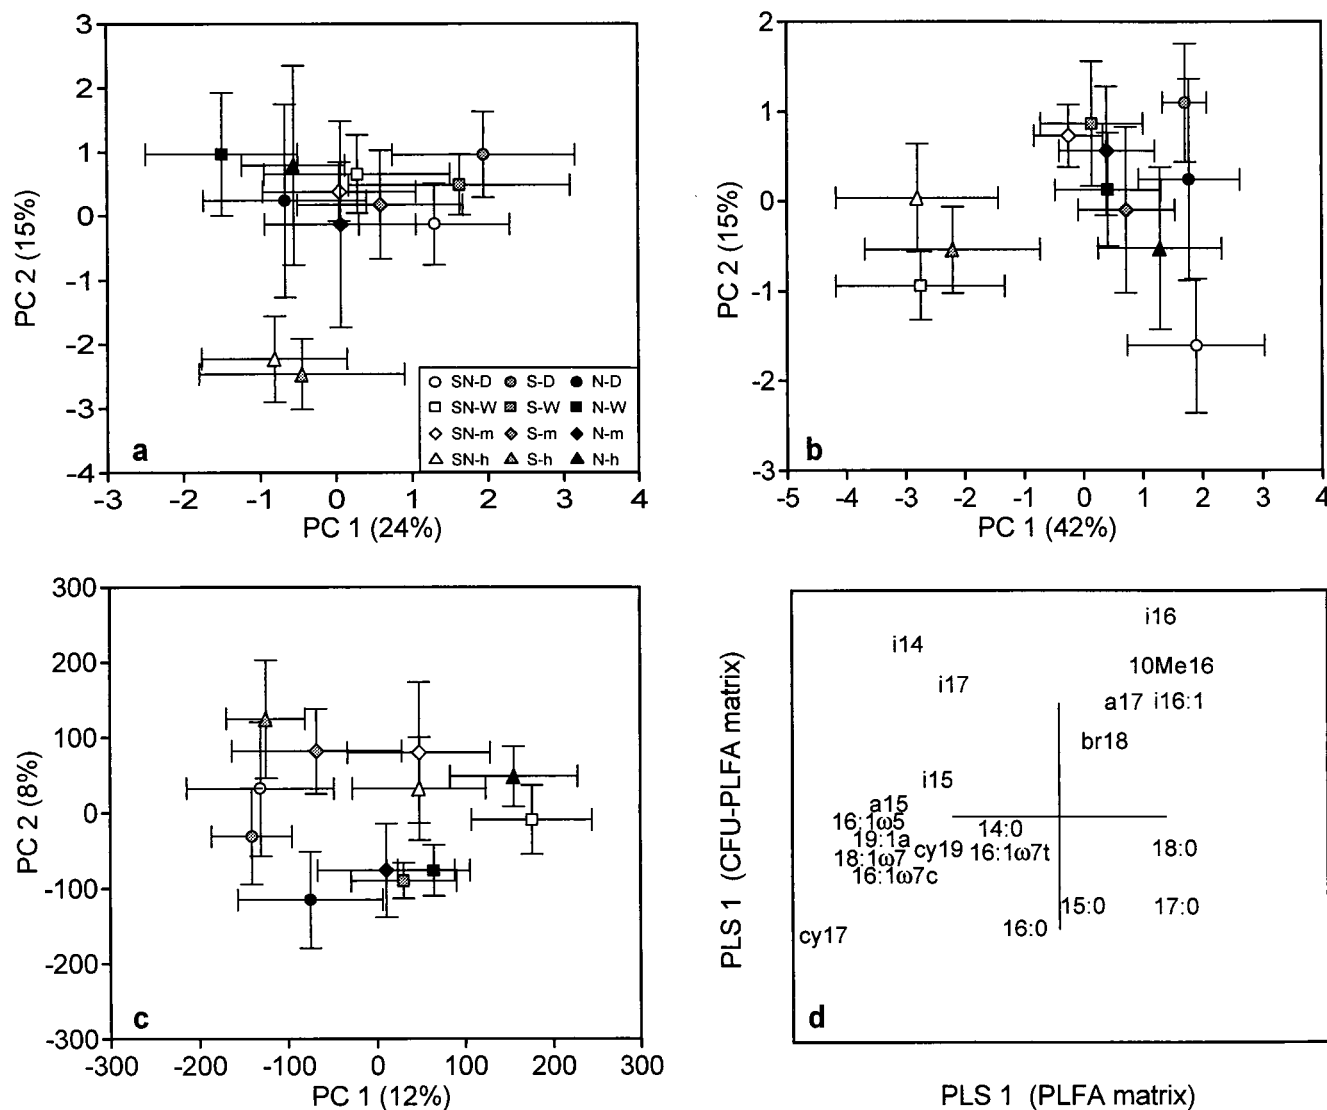 3
2
1
0
-1
-2
-3
-4
PC 2 (15%)
-3 -2 -1 0 1 2 3 4
PC 1 (24%)
a
SN-D S-D N-D
SN-W S-W N-W
SN-m S-m N-m
SN-h S-h N-h
2
1
0
-1
-2
-3
PC 2 (15%)
-5 -4 -3 -2 -1 0 1 2 3 4
PC 1 (42%)
b
300
200
100
0
-100
-200
-300
PC 2 (8%)
-300 -200 -100 0 100 200 300
PC 1 (12%)
c
i16
i14
10Me16
i17
a17 i16:1
br18
i15
a15
16:1ω5
14:0
19:1a
cy19 16:1ω7t 18:0
18:1ω7
16:1ω7c
15:0 17:0
16:0
cy17
d
PLS 1 (CFU-PLFA matrix)
PLS 1 (PLFA matrix)